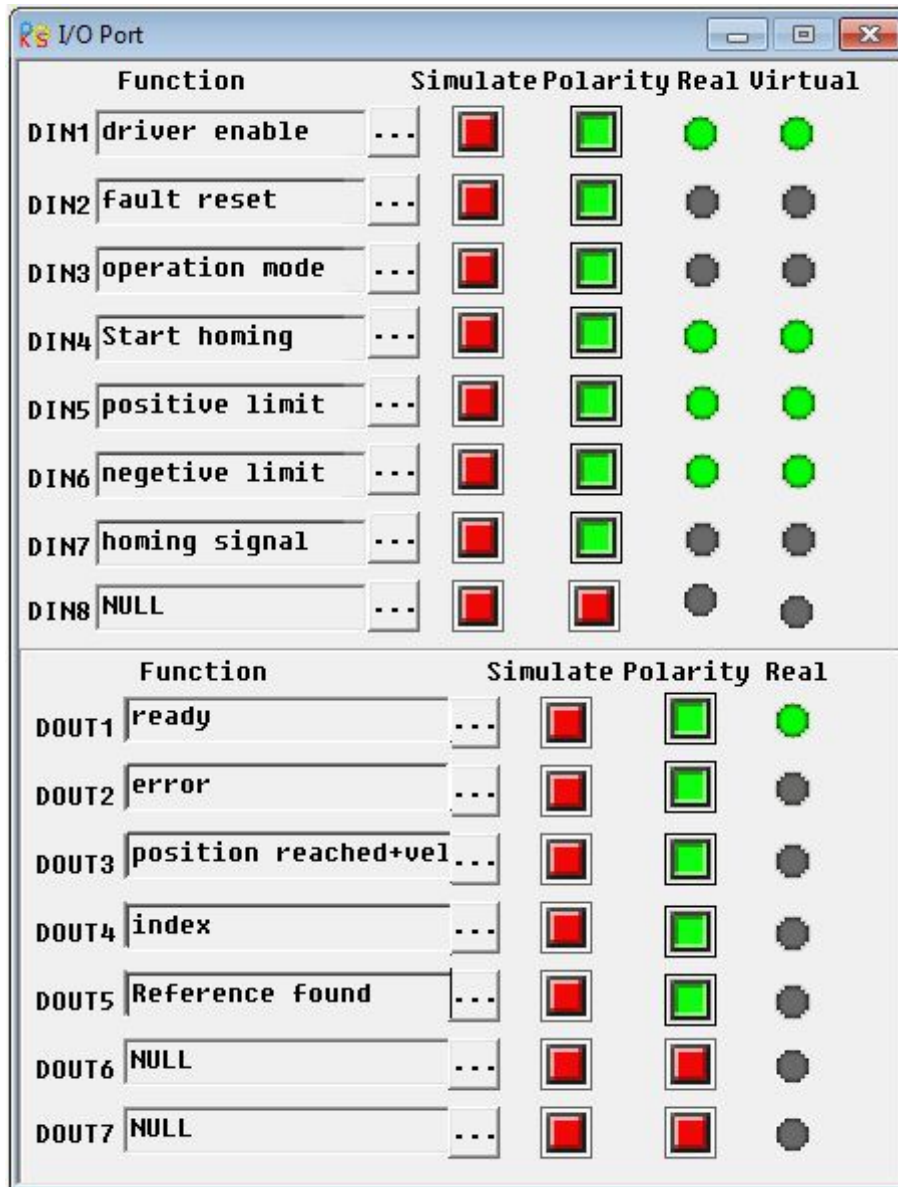 I/O Port
Function Simulate Polarity Real Virtual
DIN1 driver enable ...
DIN2 fault reset ...
DIN3 operation mode ...
DIN4 Start homing ...
DIN5 positive limit ...
DIN6 negetive limit ...
DIN7 homing signal ...
DIN8 NULL ...
Function Simulate Polarity Real
DOUT1 ready ...
DOUT2 error ...
DOUT3 position reached+vel ...
DOUT4 index ...
DOUT5 Reference found ...
DOUT6 NULL ...
DOUT7 NULL ...